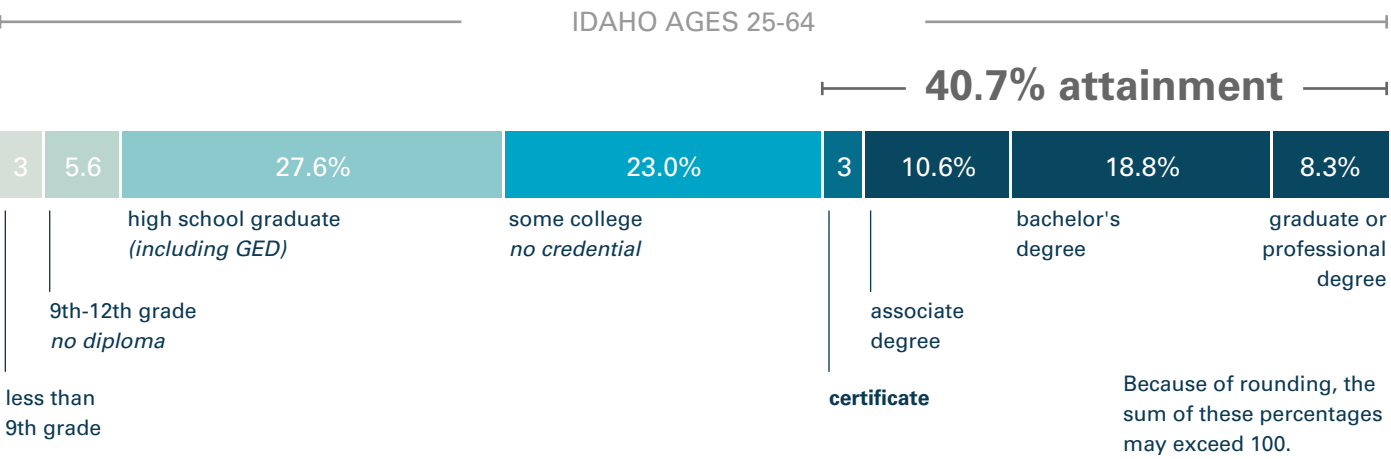 IDAHO AGES 25-64
40.7% attainment
3 5.6 27.6% 23.0% 3 10.6% 18.8% 8.3%
high school graduate
(including GED)
some college
no credential
bachelor's
degree
graduate or
professional
degree
9th-12th grade
no diploma
associate
degree
less than
9th grade
certificate
Because of rounding, the
sum of these percentages
may exceed 100.